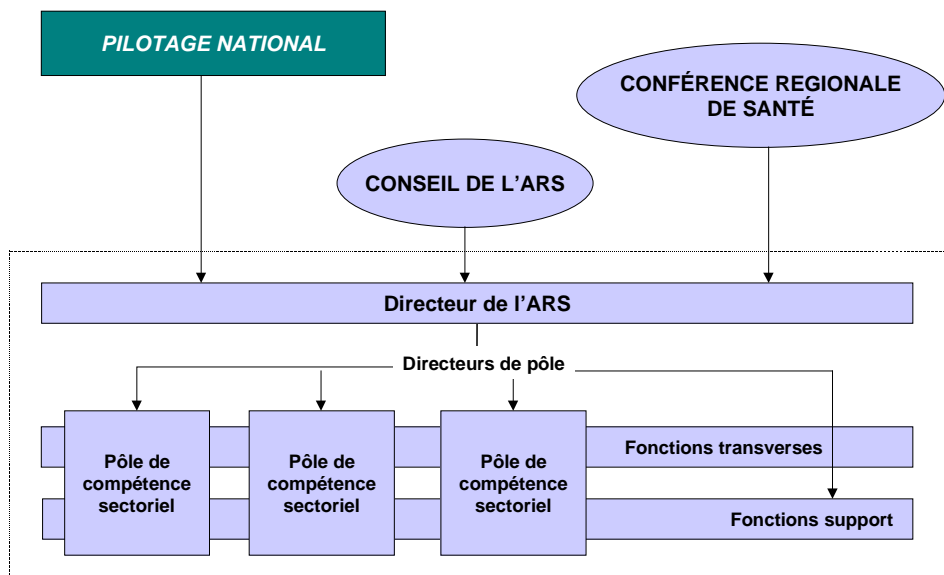 PILOTAGE NATIONAL
CONFÉRENCE REGIONALE
DE SANTÉ
CONSEIL DE L’ARS
Directeur de l’ARS
Directeurs de pôle
Fonctions transverses
Pôle de
compétence
sectoriel
Pôle de
compétence
sectoriel
Pôle de
compétence
sectoriel
Fonctions support